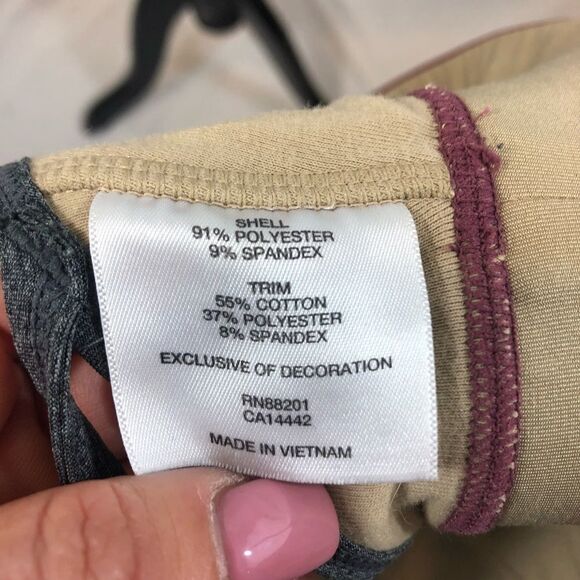 SHELL
91% POLYESTER
9% SPANDEX
TRIM
55% COTTON
37% POLYESTER
8% SPANDEX
EXCLUSIVE OF DECORATION
RN88201
CA14442
MADE IN VIETNAM